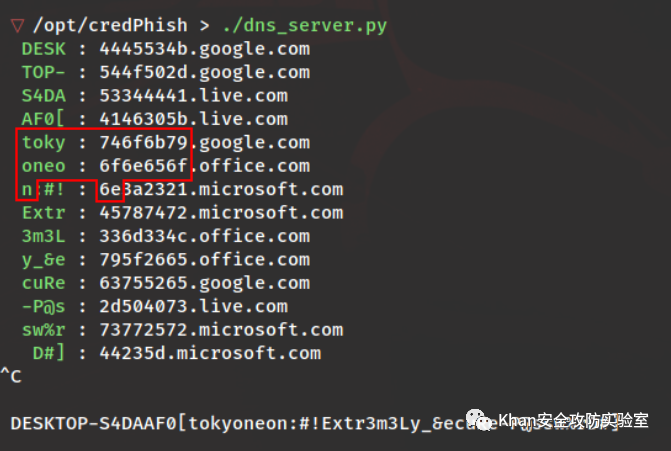 ▽ /opt/credPhish > ./dns_server.py
DESK : 4445534b.google.com
TOP- : 544f502d.google.com
S4DA : 53344441.live.com
AF0[ : 4146305b.live.com
toky : 746f6b79.google.com
oneo : 6f6e656f.office.com
n:#! : 6e3a2321.microsoft.com
Extr : 45787472.microsoft.com
3m3L : 336d334c.office.com
y_&e : 795f2665.office.com
cuRe : 63755265.google.com
-P@s : 2d504073.live.com
sw%r : 73772572.microsoft.com
D#] : 44235d.microsoft.com
^C
DESKTOP-S4DAAF0[tokyoneon:#!Extr3m3Ly_&ecu
Khan安全攻防实验室